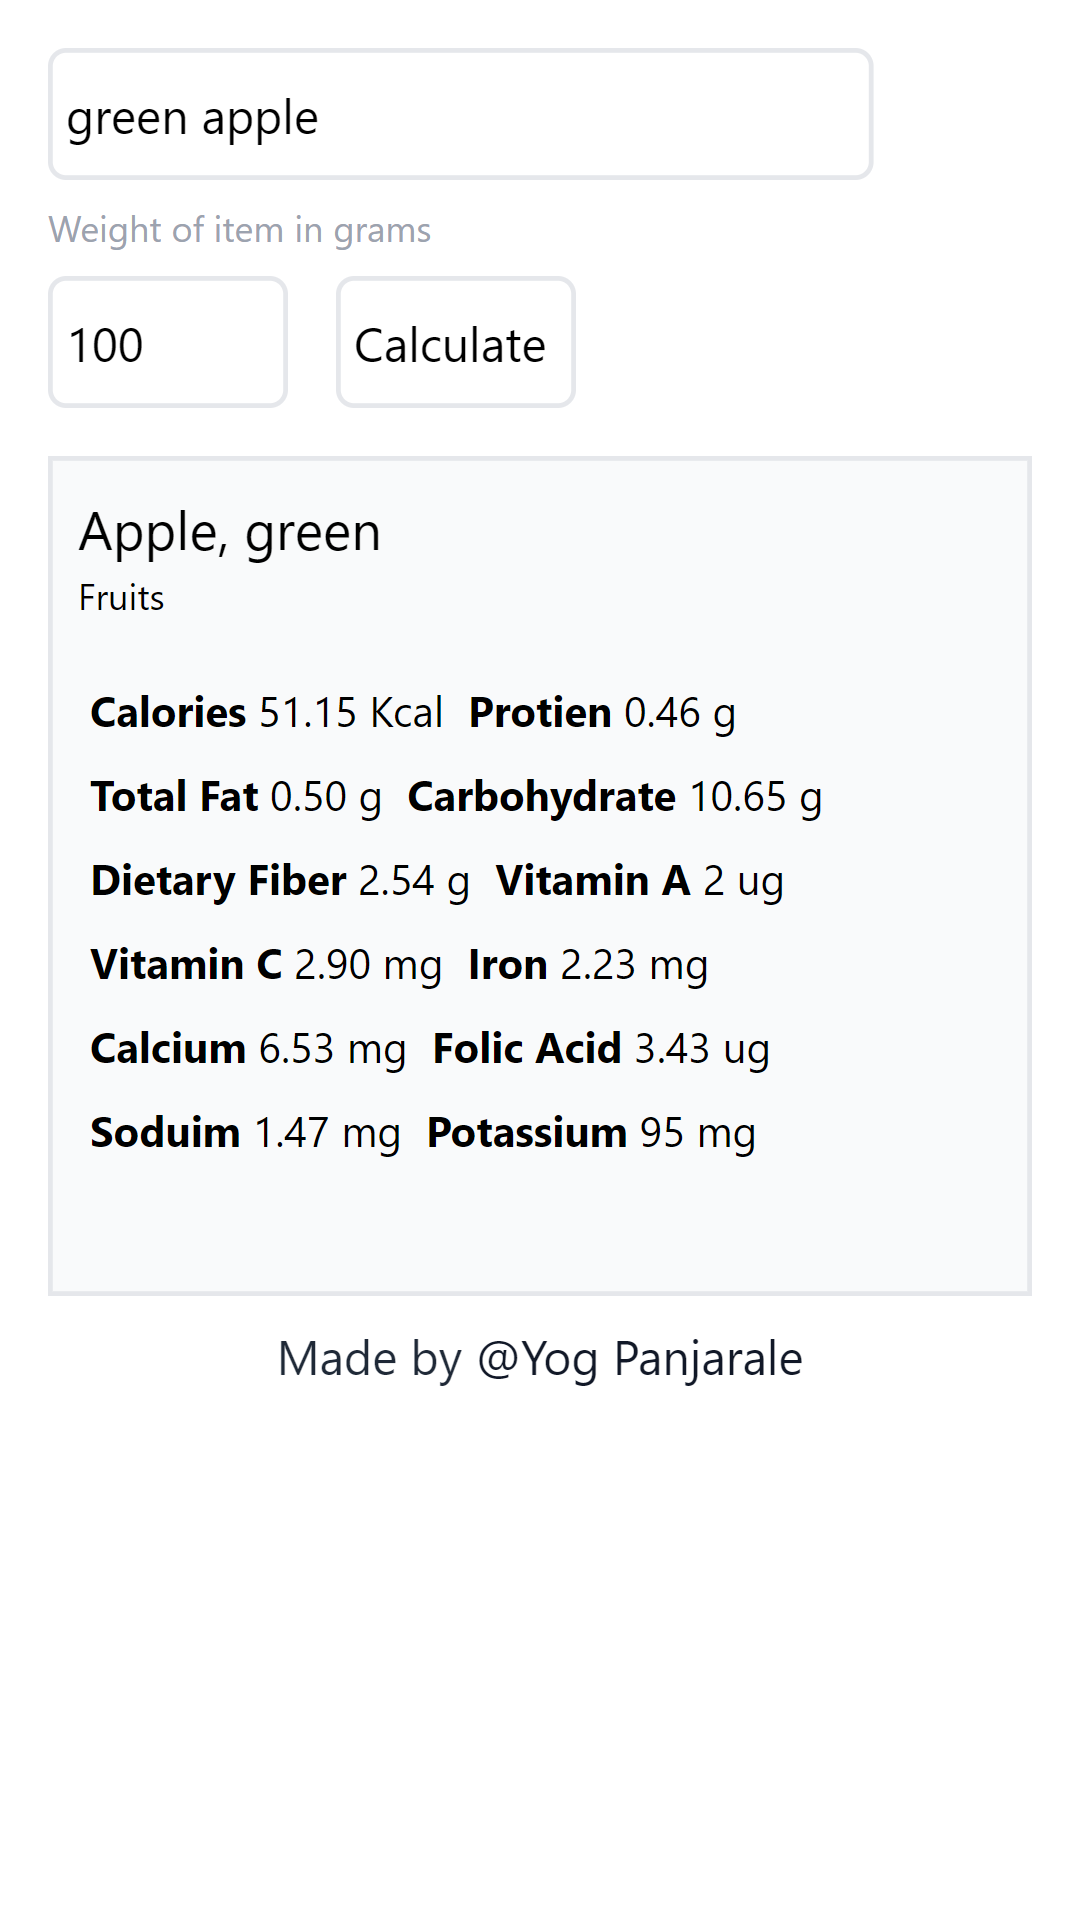 green apple
Weight of item in grams
100 Calculate
Apple, green
Fruits
Calories 51.15 Kcal Protien 0.46 g
Total Fat 0.50 g Carbohydrate 10.65 g
Dietary Fiber 2.54 g Vitamin A 2 ug
Vitamin C 2.90 mg Iron 2.23 mg
Calcium 6.53 mg Folic Acid 3.43 ug
Soduim 1.47 mg Potassium 95 mg
Made by @Yog Panjarale